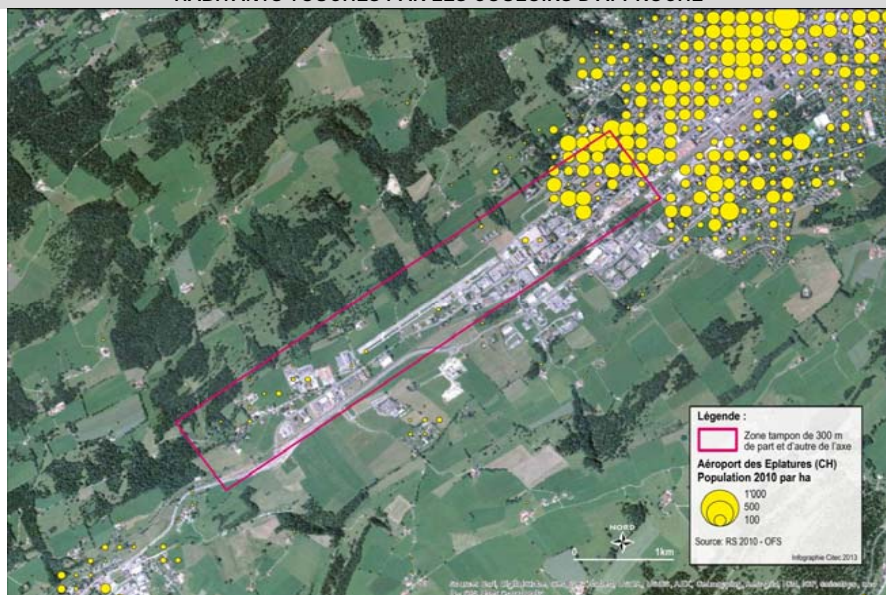 HABITANTS TOUCHÉS PAR LES COULOIRS D'APPROCHE
Légende :
Zone tampon de 300 m
de part et d'autre de l'axe
Aéroport des Eplatures (CH)
Population 2010 par ha
1'000
500
100
Source: RS 2010 - OFS
Infographie Citec 2013
NORD
0 1km